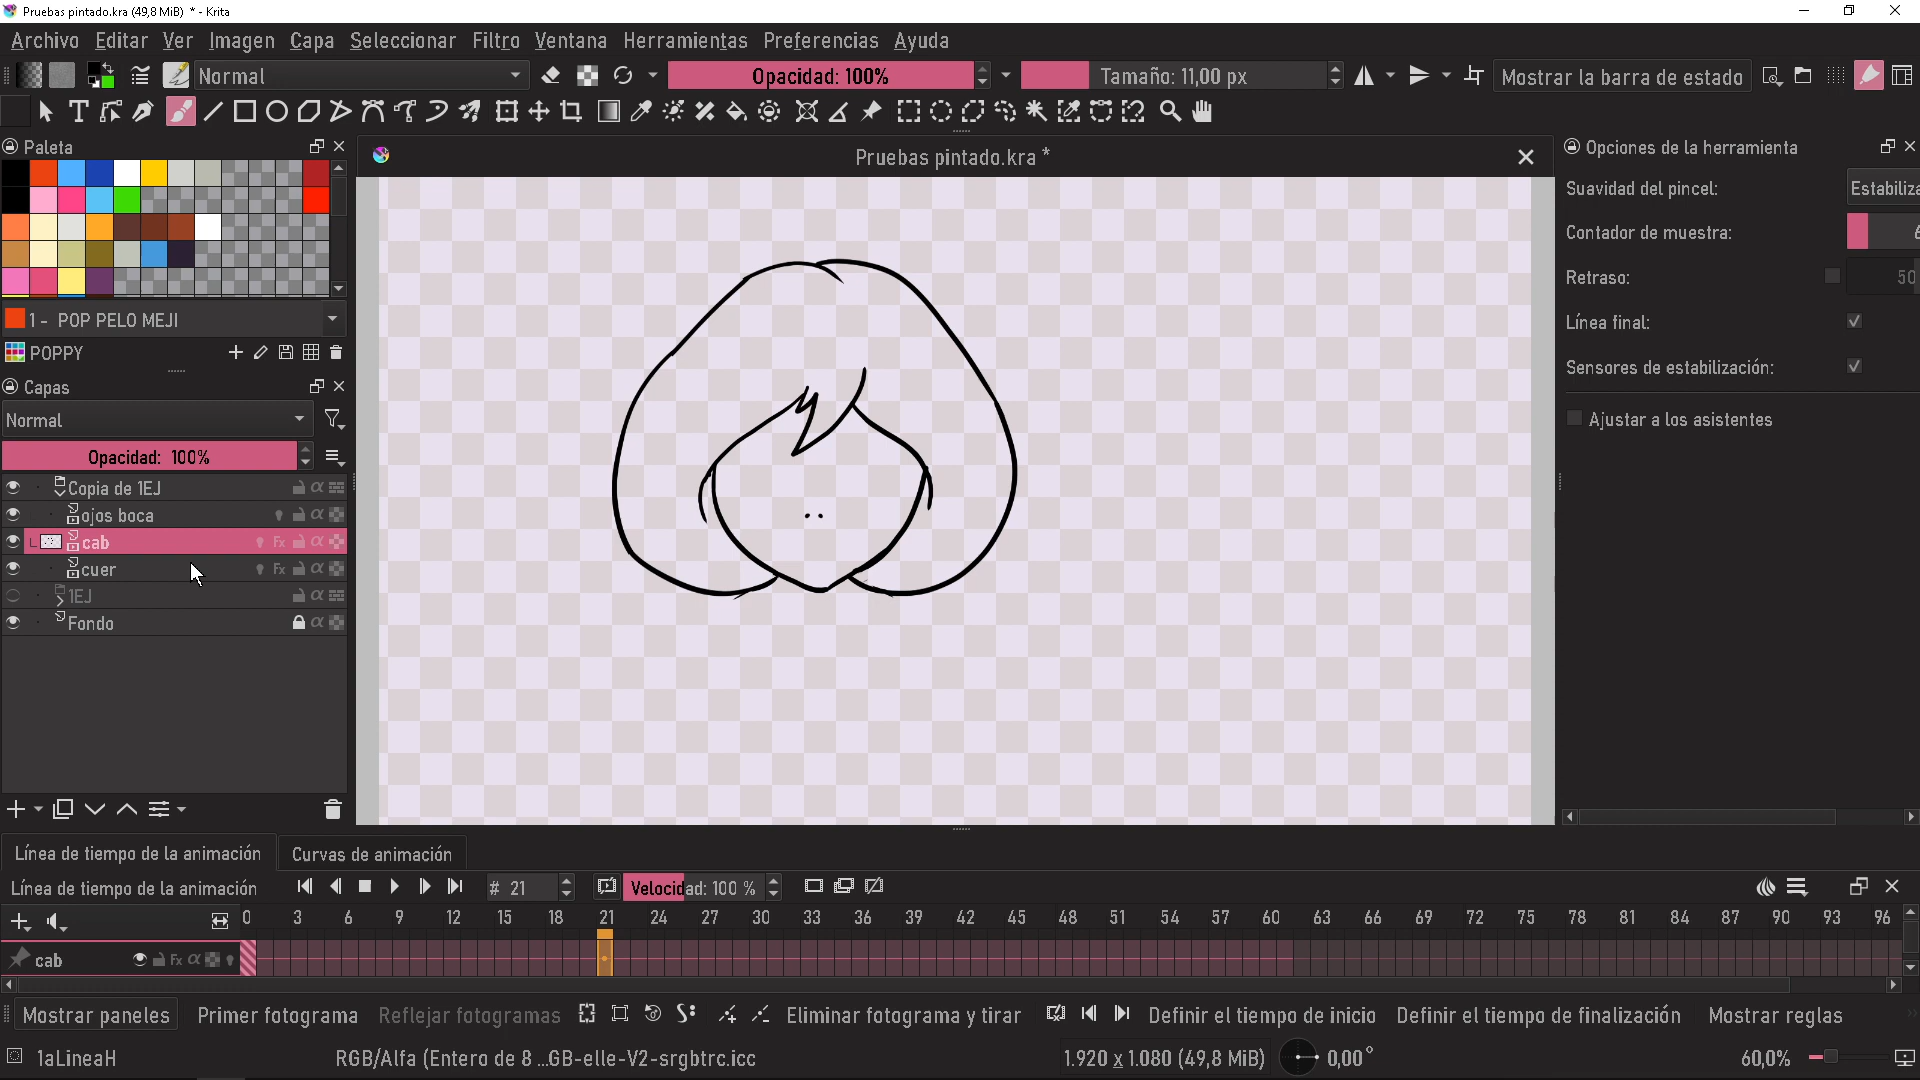 Pruebas pintado.kra (49,8 MiB) * - Krita
Archivo Editar Ver Imagen Capa Seleccionar Filtro Ventana Herramientas Preferencias Ayuda
Normal
Opacidad: 100%
Tamaño: 11,00 px
Mostrar la barra de estado
Paleta
1 - POP PELO MEJI
POPPY
Capas
Normal
Opacidad: 100%
Copia de 1EJ
ojos boca
cab
cuer
1EJ
Fondo
Pruebas pintado.kra *
Opciones de la herramienta
Suavidad del pincel: Estabiliza
Contador de muestra: 6
Retraso: 50
Línea final:
Sensores de estabilización:
Ajustar a los asistentes
Línea de tiempo de la animación Curvas de animación
Línea de tiempo de la animación # 21 Velocidad: 100 %
0 3 6 9 12 15 18 21 24 27 30 33 36 39 42 45 48 51 54 57 60 63 66 69 72 75 78 81 84 87 90 93 96
cab Fx α
Mostrar paneles Primer fotograma Reflejar fotogramas Eliminar fotograma y tirar Definir el tiempo de inicio Definir el tiempo de finalización Mostrar reglas
1aLineaH RGB/Alfa (Entero de 8 ...GB-elle-V2-srgbtrc.icc 1.920 x 1.080 (49,8 MiB) 0,00° 60,0%